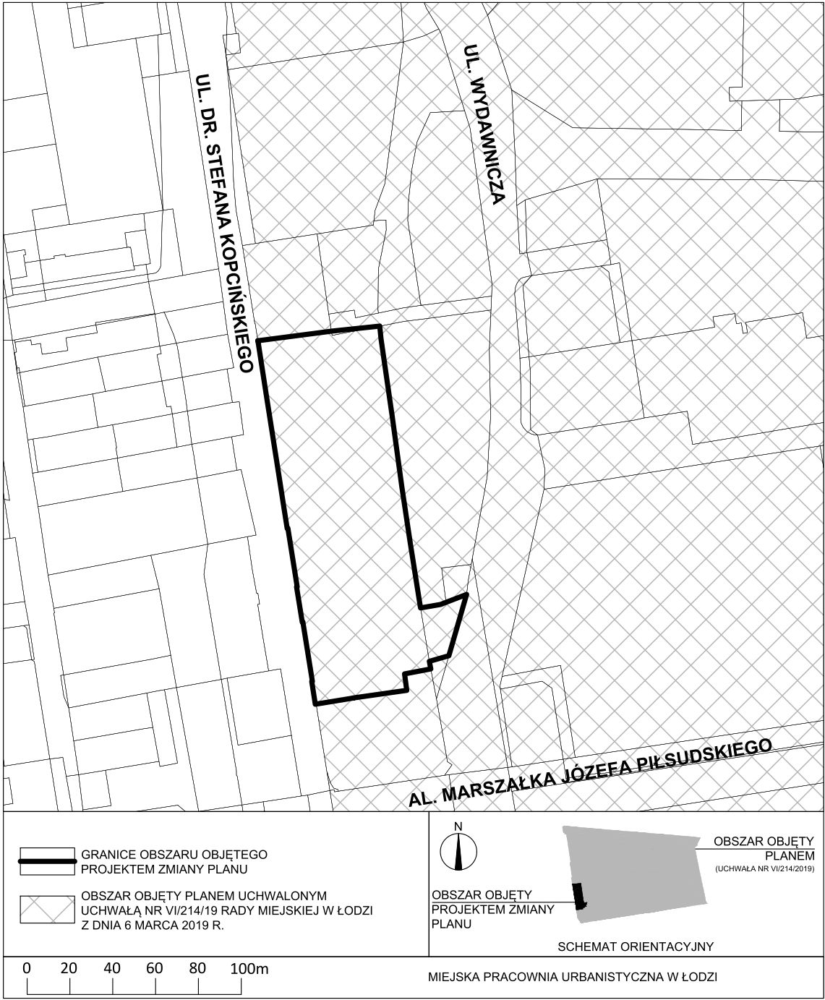 UL. DR. STEFANA KOPCIŃSKIEGO
UL. WYDAWNICZA
AL. MARSZAŁKA JÓZEFA PIŁSUDSKIEGO
GRANICE OBSZARU OBJĘTEGO
PROJEKTEM ZMIANY PLANU
OBSZAR OBJĘTY PLANEM UCHWALONYM
UCHWAŁĄ NR VI/214/19 RADY MIEJSKIEJ W ŁODZI
Z DNIA 6 MARCA 2019 R.
N
OBSZAR OBJĘTY
PLANEM
(UCHWAŁA NR VI/214/2019)
OBSZAR OBJĘTY
PROJEKTEM ZMIANY
PLANU
SCHEMAT ORIENTACYJNY
0 20 40 60 80 100m
MIEJSKA PRACOWNIA URBANISTYCZNA W ŁODZI